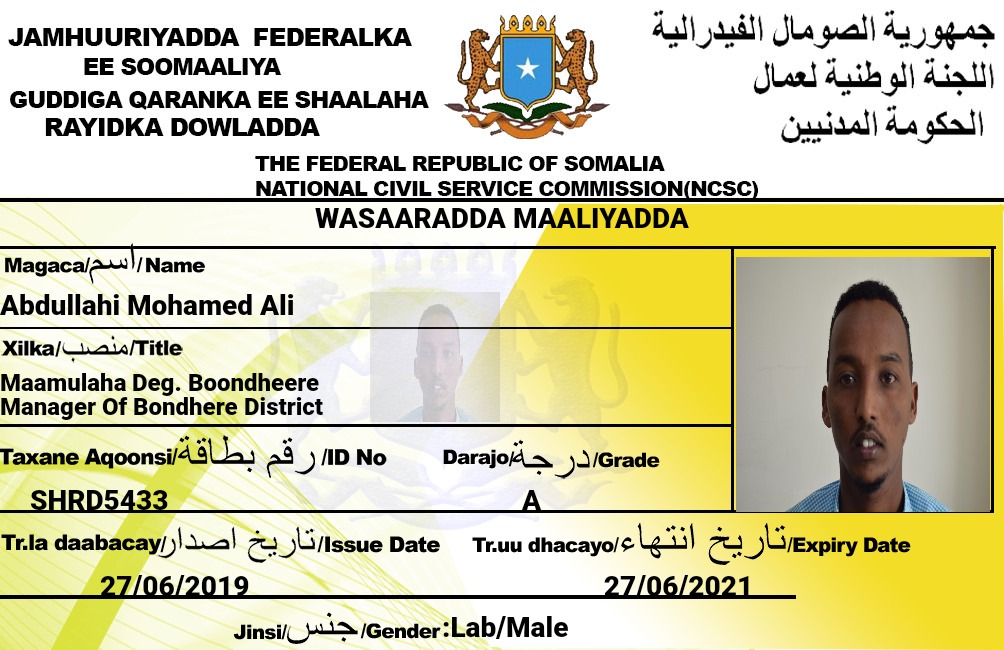 JAMHUURIYADDA FEDERALKA
EE SOOMAALIYA
GUDDIGA QARANKA EE SHAALAHA
RAYIDKA DOWLADDA
جمهورية الصومال الفيدرالية
اللجنة الوطنية لعمال
الحكومة المدنيين
THE FEDERAL REPUBLIC OF SOMALIA
NATIONAL CIVIL SERVICE COMMISSION(NCSC)
WASAARADDA MAALIYADDA
Magaca/اسم/Name
Abdullahi Mohamed Ali
Xilka/منصب/Title
Maamulaha Deg. Boondheere
Manager Of Bondhere District
Taxane Aqoonsi/رقم بطاقة/ID No Darajo/درجة/Grade
SHRD5433 A
Tr.la daabacay/تاريخ اصدار/Issue Date Tr.uu dhacayo/تاريخ انتهاء/Expiry Date
27/06/2019 27/06/2021
Jinsi/جنس/Gender:Lab/Male